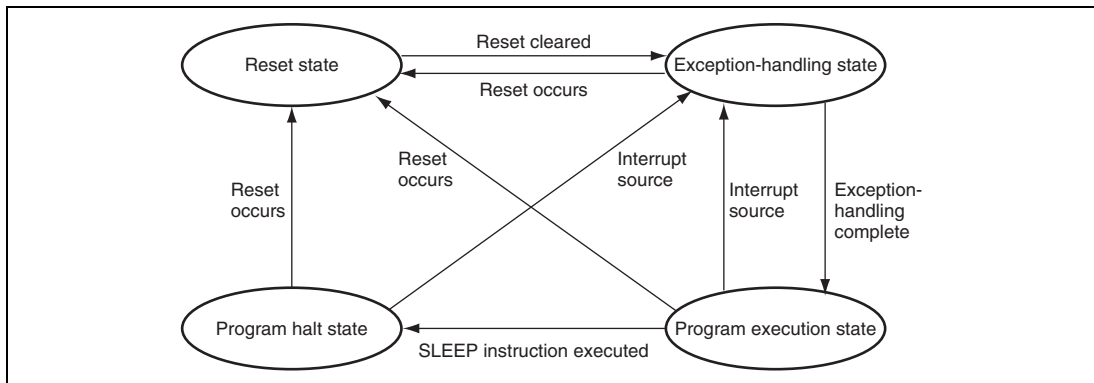 Reset cleared
Reset state
Exception-handling state
Reset occurs
Reset
occurs
Interrupt
source
Reset
occurs
Interrupt
source
Exception-
handling
complete
Program halt state
Program execution state
SLEEP instruction executed